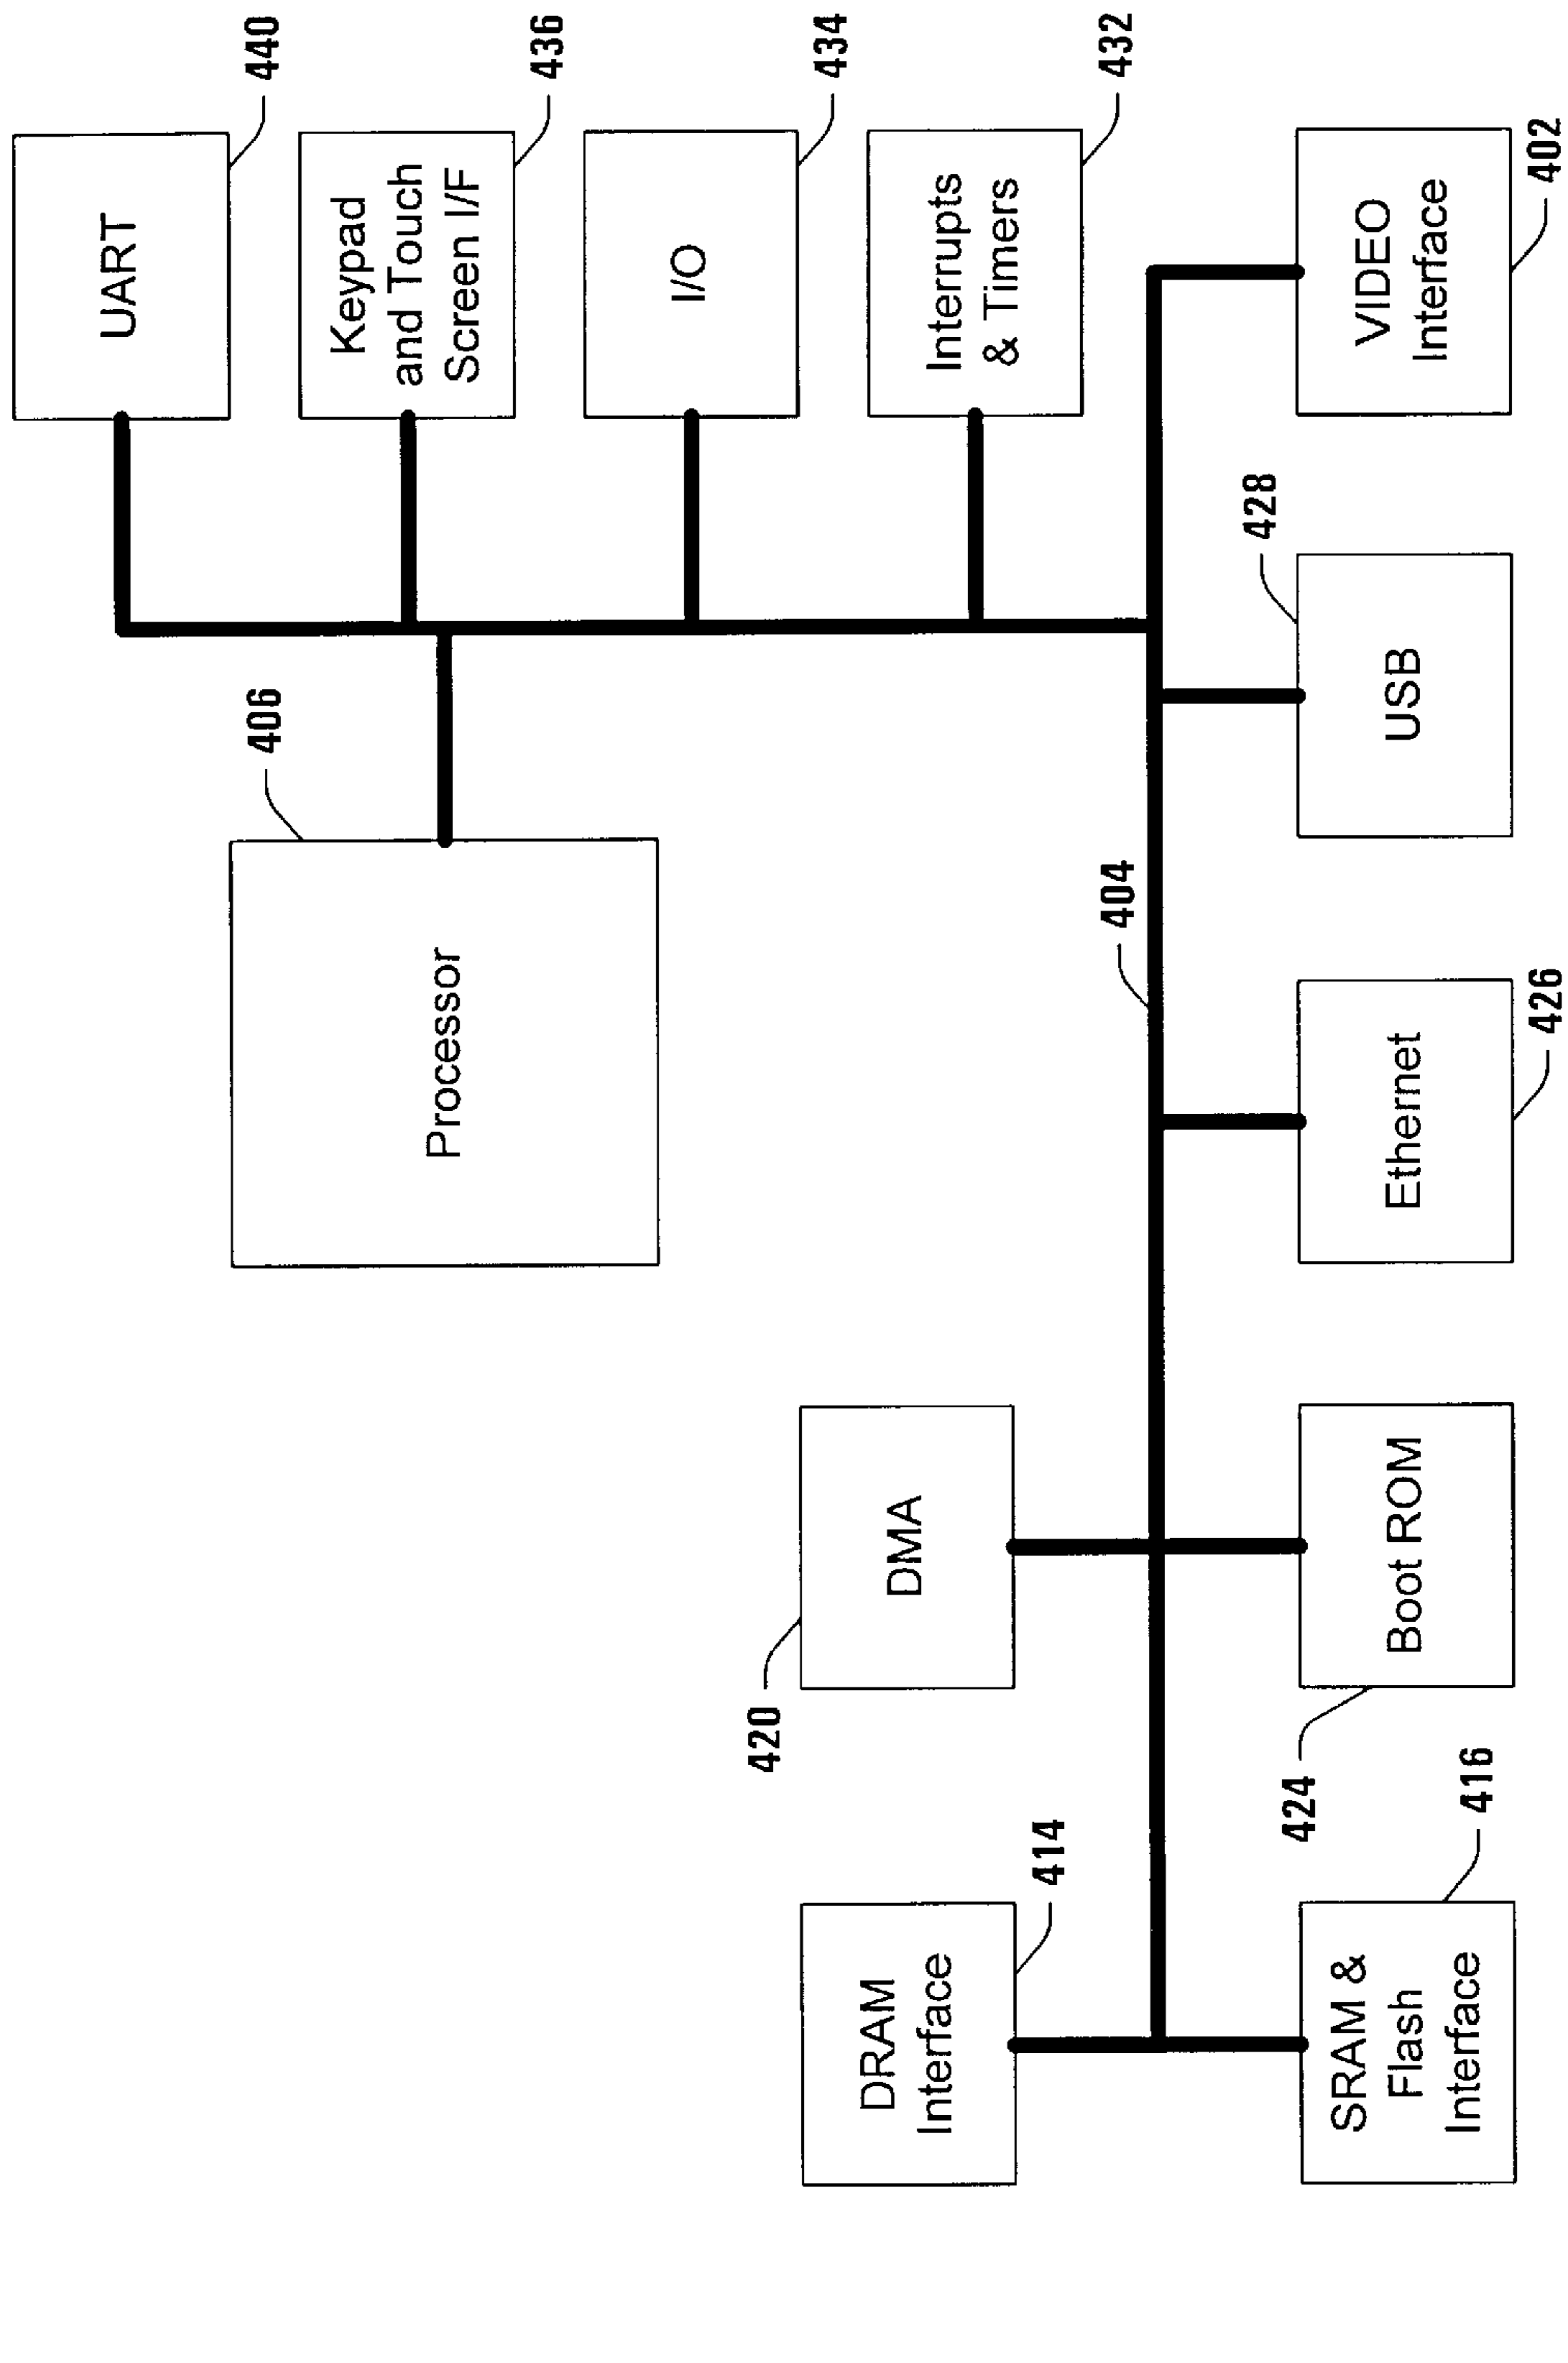 UART
440
Keypad
and Touch
Screen I/F
436
I/O
434
Interrupts
& Timers
432
Processor
406
404
VIDEO
Interface
402
USB
428
Ethernet
426
DMA
420
Boot ROM
424
DRAM
Interface
414
SRAM &
Flash
Interface
416